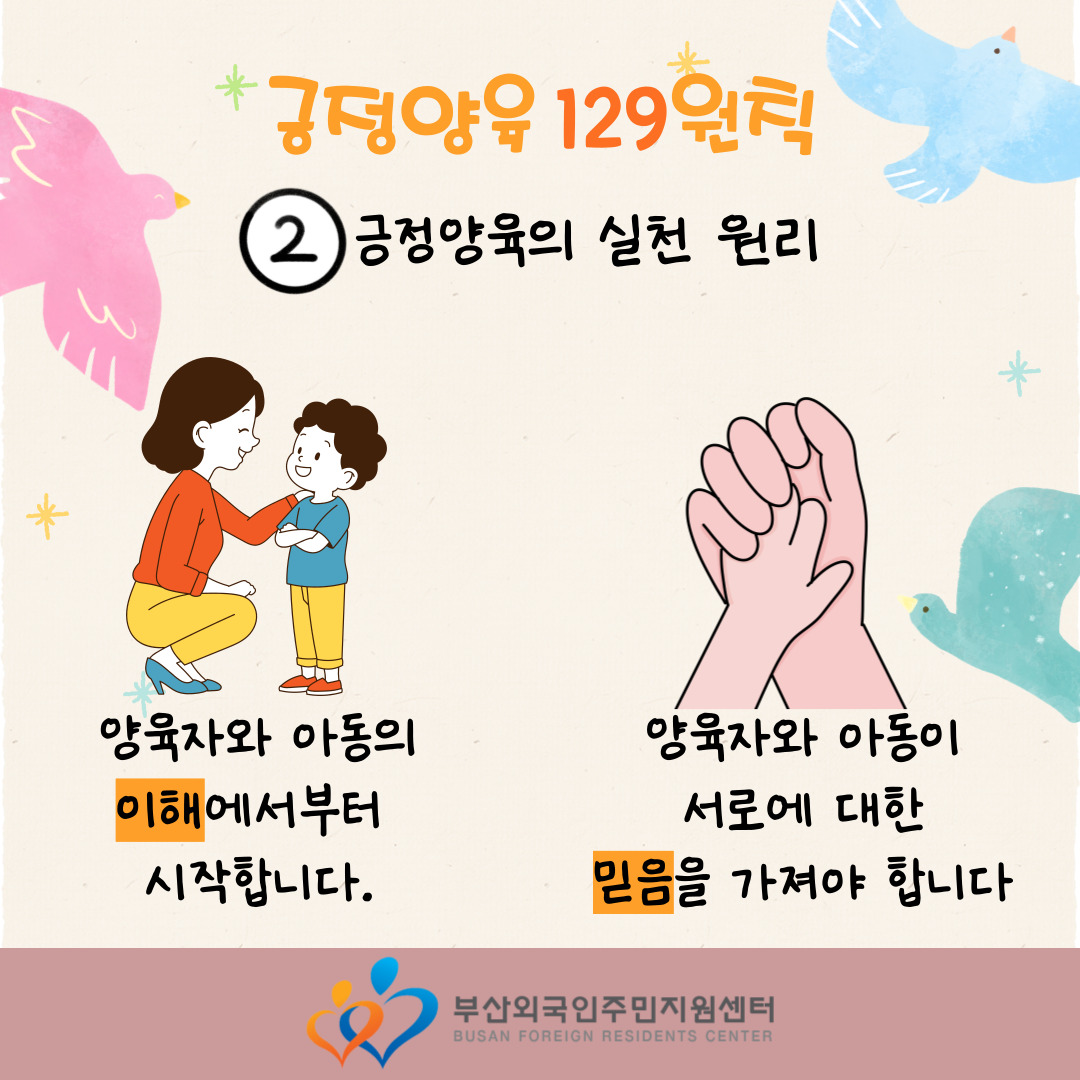 긍정양육 129원칙
2 긍정양육의 실천 원리
양육자와 아동의
이해에서부터
시작합니다.
양육자와 아동이
서로에 대한
믿음을 가져야 합니다
부산외국인주민지원센터
BUSAN FOREIGN RESIDENTS CENTER